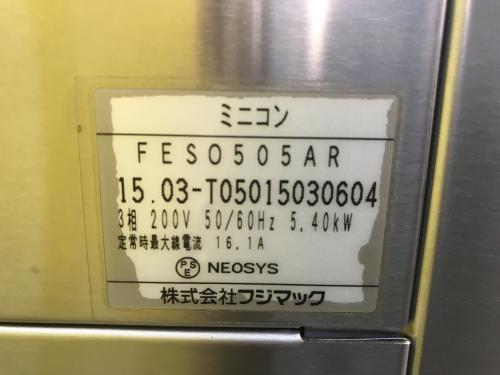 ミニコン
FESO505AR
15.03-T05015030604
3相 200V 50/60Hz 5.40kW
定常時最大線電流 16.1A
PSE NEOSYS
株式会社フジマック